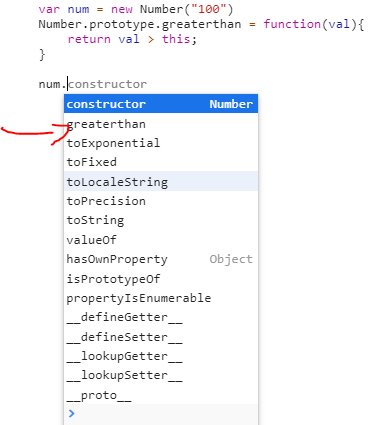 var num = new Number("100")
Number.prototype.greaterthan = function(val){
    return val > this;
}
num.constructor
constructor Number
greaterthan
toExponential
toFixed
toLocaleString
toPrecision
toString
valueOf
hasOwnProperty Object
isPrototypeOf
propertyIsEnumerable
__defineGetter__
__defineSetter__
__lookupGetter__
__lookupSetter__
__proto__